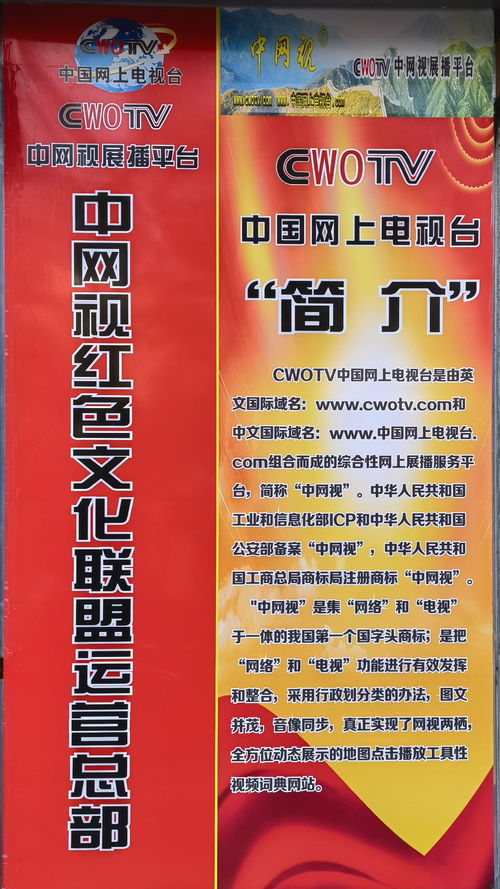 CWOTV
中国网上电视台
CWOTV
中网视展播平台
中网视红色文化联盟运营总部
中网视®
CWOTV 中网视展播平台
www.cwotv.com www.中国网上电视台.com
CWOTV
中国网上电视台
“简 介”
CWOTV中国网上电视台是由英
文国际域名：www.cwotv.com和
中文国际域名：www.中国网上电视台.
com组合而成的综合性网上展播服务平
台，简称“中网视”。中华人民共和国
工业和信息化部ICP和中华人民共和国
公安部备案“中网视”，中华人民共和
国工商总局商标局注册商标“中网视”。
"中网视”是集“网络”和“电视”
于一体的我国第一个国字头商标；是把
“网络”和“电视”功能进行有效发挥
和整合，采用行政划分类的办法，图文
并茂，音像同步，真正实现了网视两栖，
全方位动态展示的地图点击播放工具性
视频词典网站。